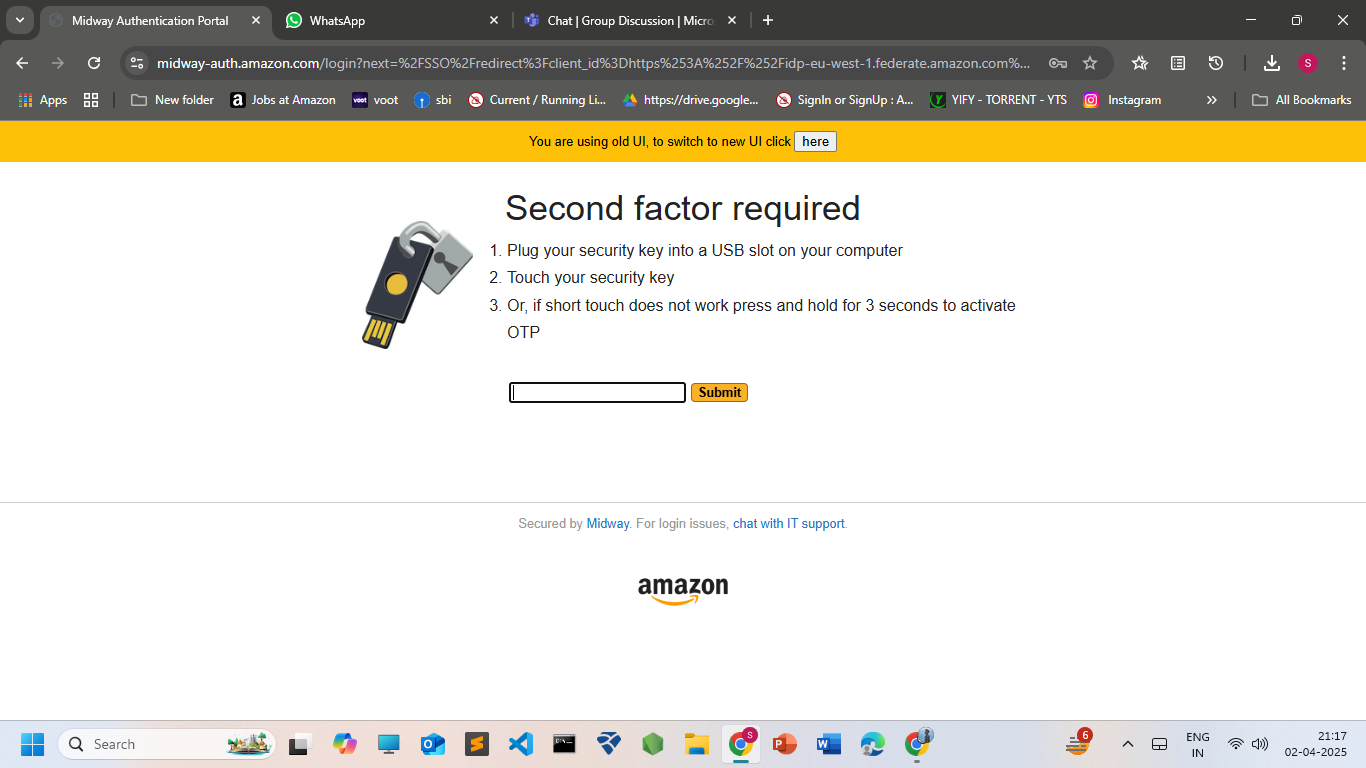 Midway Authentication Portal
WhatsApp
Chat | Group Discussion | Micro
midway-auth.amazon.com/login?next=%2FSSO%2Fredirect%3Fclient_id%3Dhttps%253A%252F%252Fidp-eu-west-1.federate.amazon.com%...
S
Apps
New folder
a Jobs at Amazon
voot voot
sbi
Current / Running Li...
https://drive.google...
SignIn or SignUp : A...
Y YIFY - TORRENT - YTS
Instagram
All Bookmarks
You are using old UI, to switch to new UI click here
Second factor required
1. Plug your security key into a USB slot on your computer
2. Touch your security key
3. Or, if short touch does not work press and hold for 3 seconds to activate
OTP
Submit
Secured by Midway. For login issues, chat with IT support.
amazon
Search
S
6
ENG
IN
21:17
02-04-2025